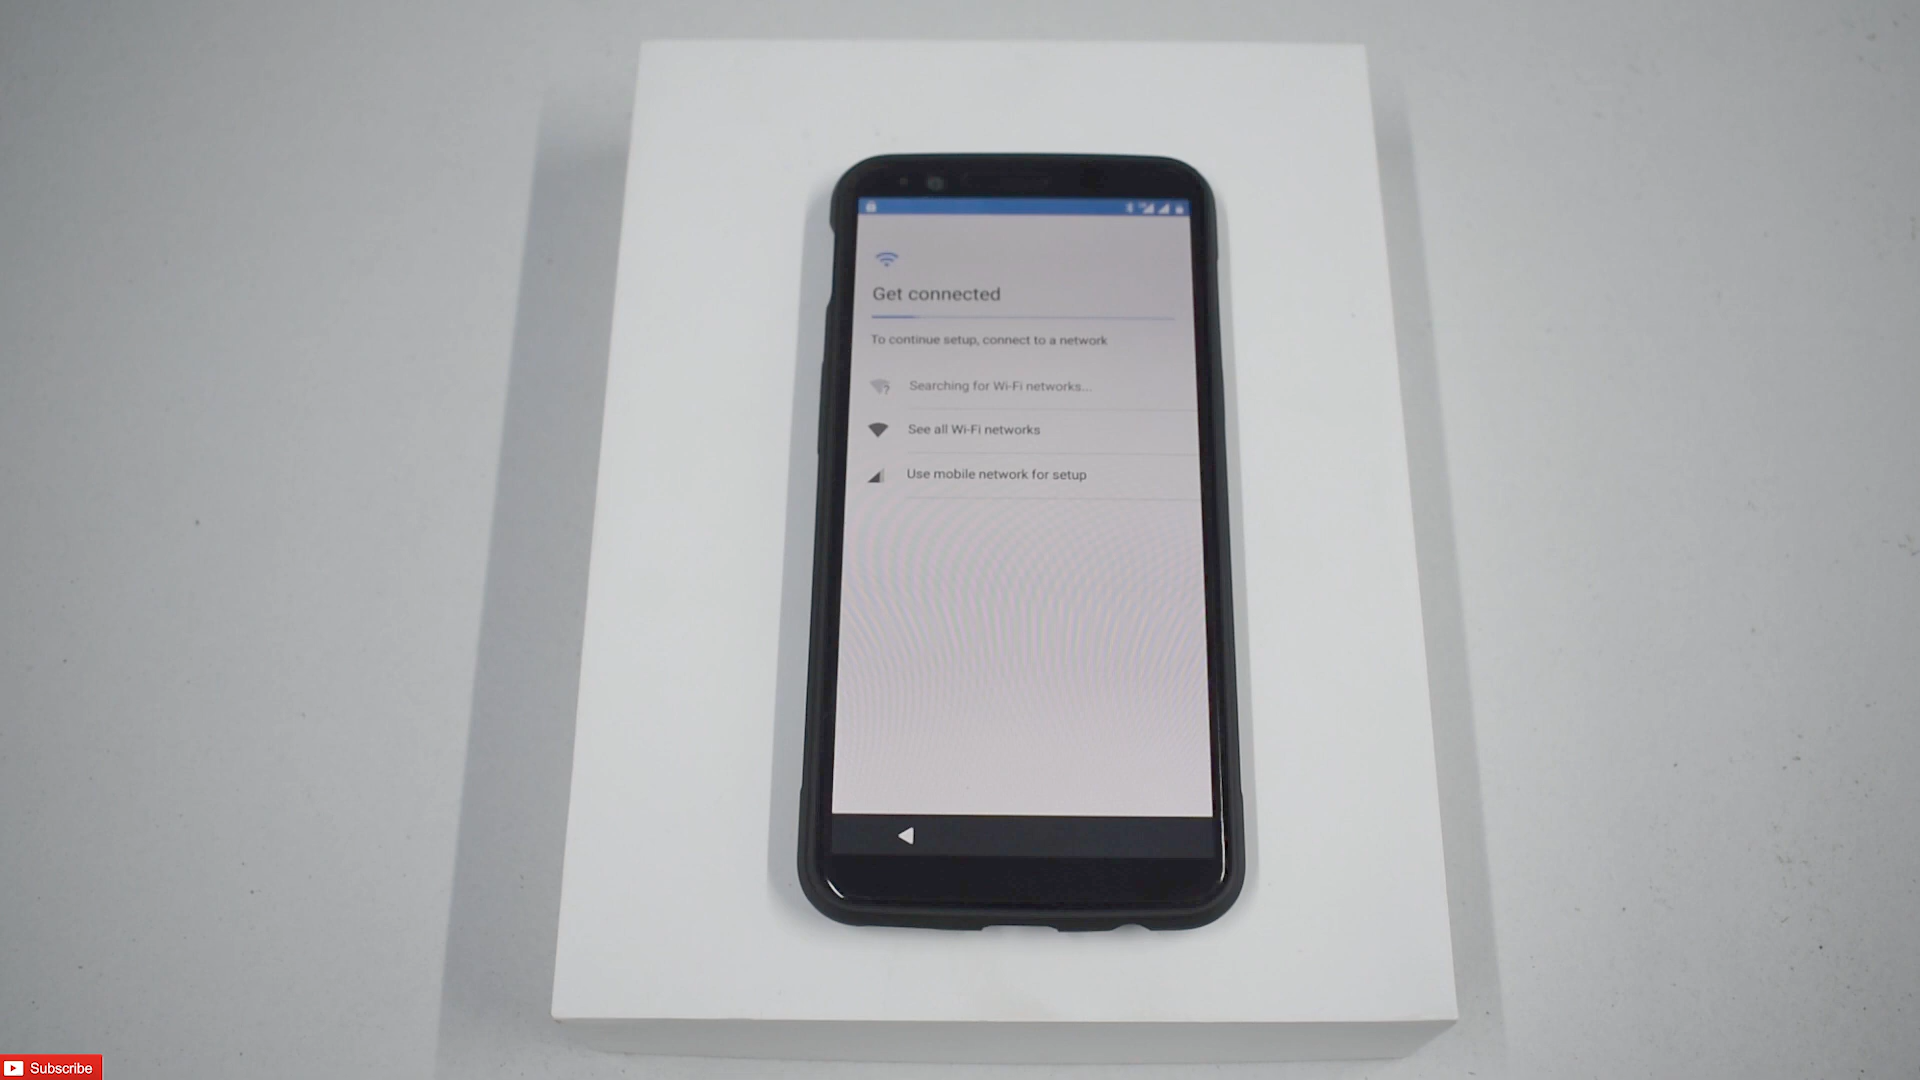 Get connected
To continue setup, connect to a network
Searching for Wi-Fi networks...
See all Wi-Fi networks
Use mobile network for setup
Subscribe